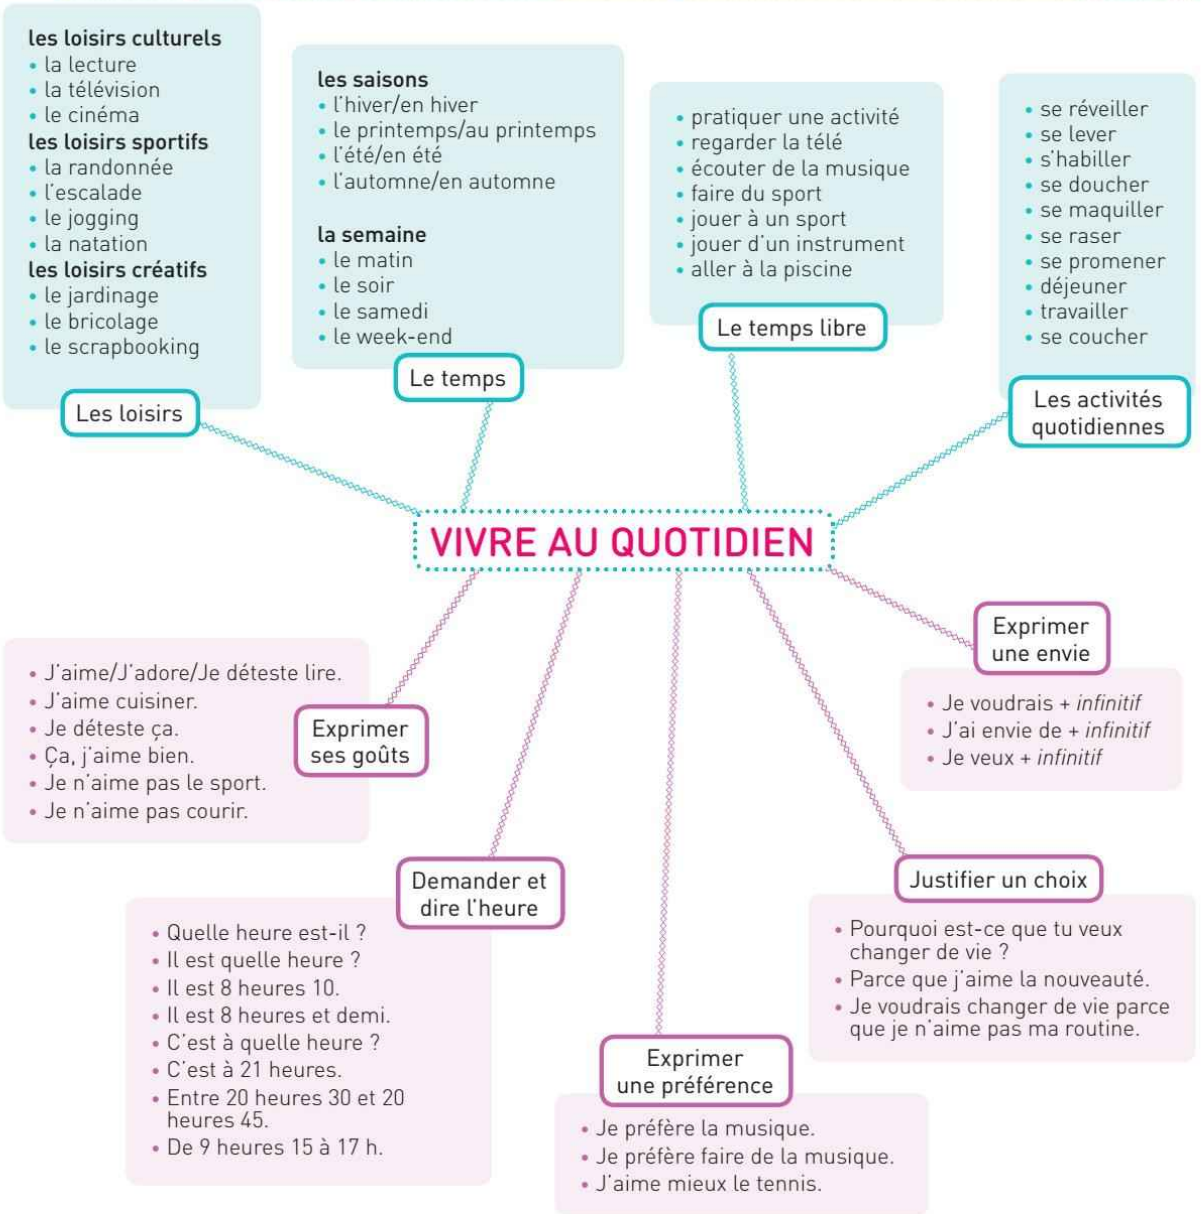 les loisirs culturels
• la lecture
• la télévision
• le cinéma
les loisirs sportifs
• la randonnée
• l'escalade
• le jogging
• la natation
les loisirs créatifs
• le jardinage
• le bricolage
• le scrapbooking
Les loisirs
les saisons
• l'hiver/en hiver
• le printemps/au printemps
• l'été/en été
• l'automne/en automne
la semaine
• le matin
• le soir
• le samedi
• le week-end
Le temps
• pratiquer une activité
• regarder la télé
• écouter de la musique
• faire du sport
• jouer à un sport
• jouer d'un instrument
• aller à la piscine
Le temps libre
• se réveiller
• se lever
• s'habiller
• se doucher
• se maquiller
• se raser
• se promener
• déjeuner
• travailler
• se coucher
Les activités
quotidiennes
VIVRE AU QUOTIDIEN
• J'aime/J'adore/Je déteste lire.
• J'aime cuisiner.
• Je déteste ça.
• Ça, j'aime bien.
• Je n'aime pas le sport.
• Je n'aime pas courir.
Exprimer
ses goûts
Demander et
dire l'heure
• Quelle heure est-il ?
• Il est quelle heure ?
• Il est 8 heures 10.
• Il est 8 heures et demi.
• C'est à quelle heure ?
• C'est à 21 heures.
• Entre 20 heures 30 et 20
heures 45.
• De 9 heures 15 à 17 h.
Exprimer
une préférence
• Je préfère la musique.
• Je préfère faire de la musique.
• J'aime mieux le tennis.
Justifier un choix
• Pourquoi est-ce que tu veux
changer de vie ?
• Parce que j'aime la nouveauté.
• Je voudrais changer de vie parce
que je n'aime pas ma routine.
Exprimer
une envie
• Je voudrais + infinitif
• J'ai envie de + infinitif
• Je veux + infinitif